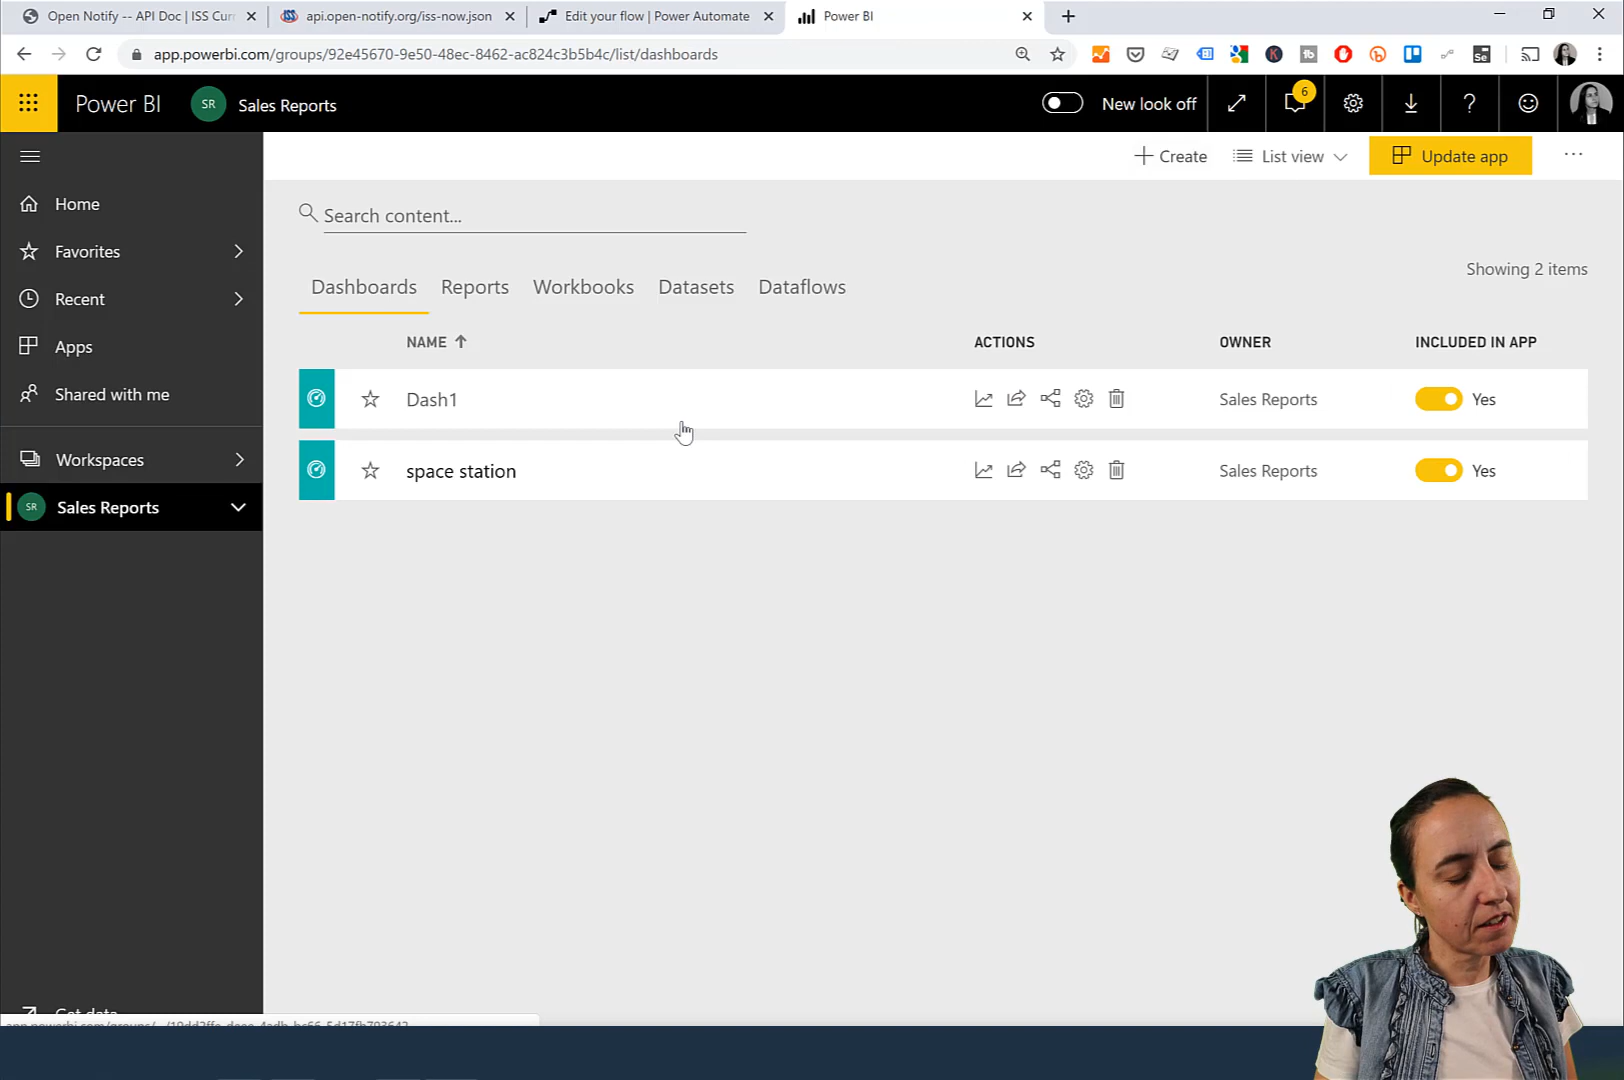 Open Notify -- API Doc | ISS Curr
api.open-notify.org/iss-now.json
Edit your flow | Power Automate
Power BI
app.powerbi.com/groups/92e45670-9e50-48ec-8462-ac824c3b5b4c/list/dashboards
Power BI
SR
Sales Reports
New look off
6
?
Create
List view
Update app
Home
Favorites
Recent
Apps
Shared with me
Workspaces
SR
Sales Reports
Get data
Search content...
Showing 2 items
Dashboards
Reports
Workbooks
Datasets
Dataflows
NAME
ACTIONS
OWNER
INCLUDED IN APP
Dash1
Sales Reports
Yes
space station
Sales Reports
Yes